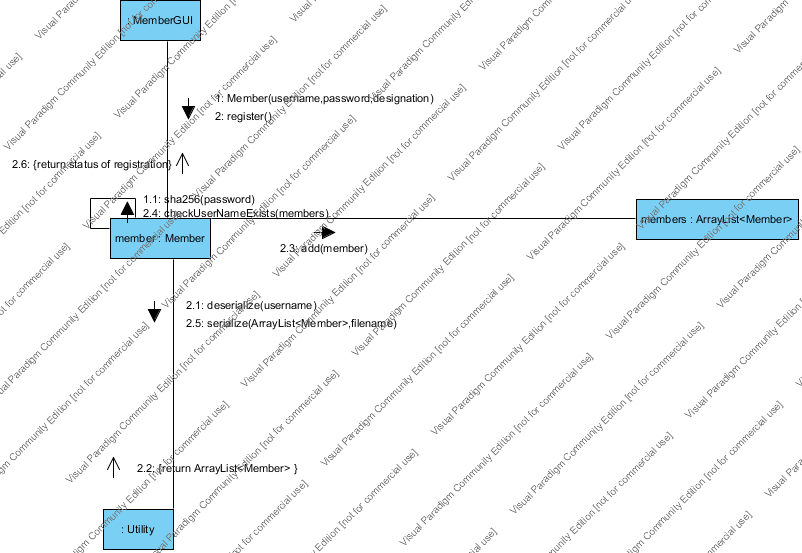 : MemberGUI
1: Member(username,password,designation)
2: register()
2.6: {return status of registration}
1.1: sha256(password)
2.4: checkUserNameExists(members)
member : Member
members : ArrayList<Member>
2.3: add(member)
2.1: deserialize(username)
2.5: serialize(ArrayList<Member>,filename)
2.2: {return ArrayList<Member> }
: Utility
Visual Paradigm Community Edition [not for commercial use]